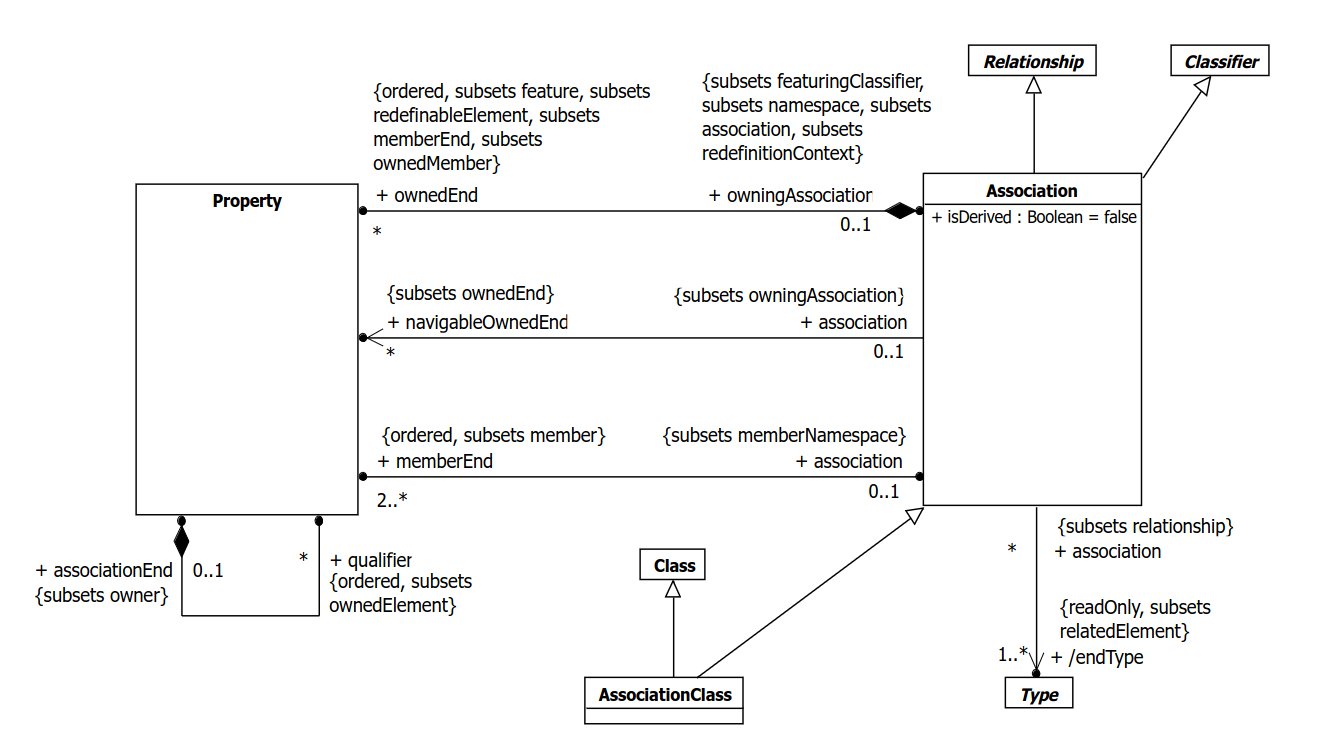 Relationship
Classifier
{ordered, subsets feature, subsets
redefinableElement, subsets
memberEnd, subsets
ownedMember}
{subsets featuringClassifier,
subsets namespace, subsets
association, subsets
redefinitionContext}
Property
+ ownedEnd
*
+ owningAssociation
0..1
Association
+ isDerived : Boolean = false
{subsets ownedEnd}
+ navigableOwnedEnd
*
{subsets owningAssociation}
+ association
0..1
{ordered, subsets member}
+ memberEnd
2..*
{subsets memberNamespace}
+ association
0..1
+ associationEnd
{subsets owner}
0..1
*
+ qualifier
{ordered, subsets
ownedElement}
Class
AssociationClass
{subsets relationship}
+ association
*
{readOnly, subsets
relatedElement}
1..*
+ /endType
Type